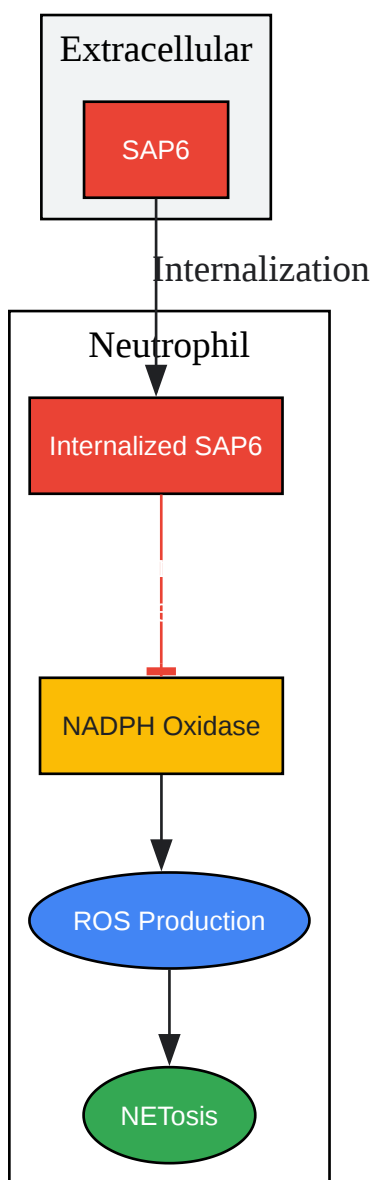 Extracellular
SAP6
Internalization
Neutrophil
Internalized SAP6
NADPH Oxidase
ROS Production
NETosis